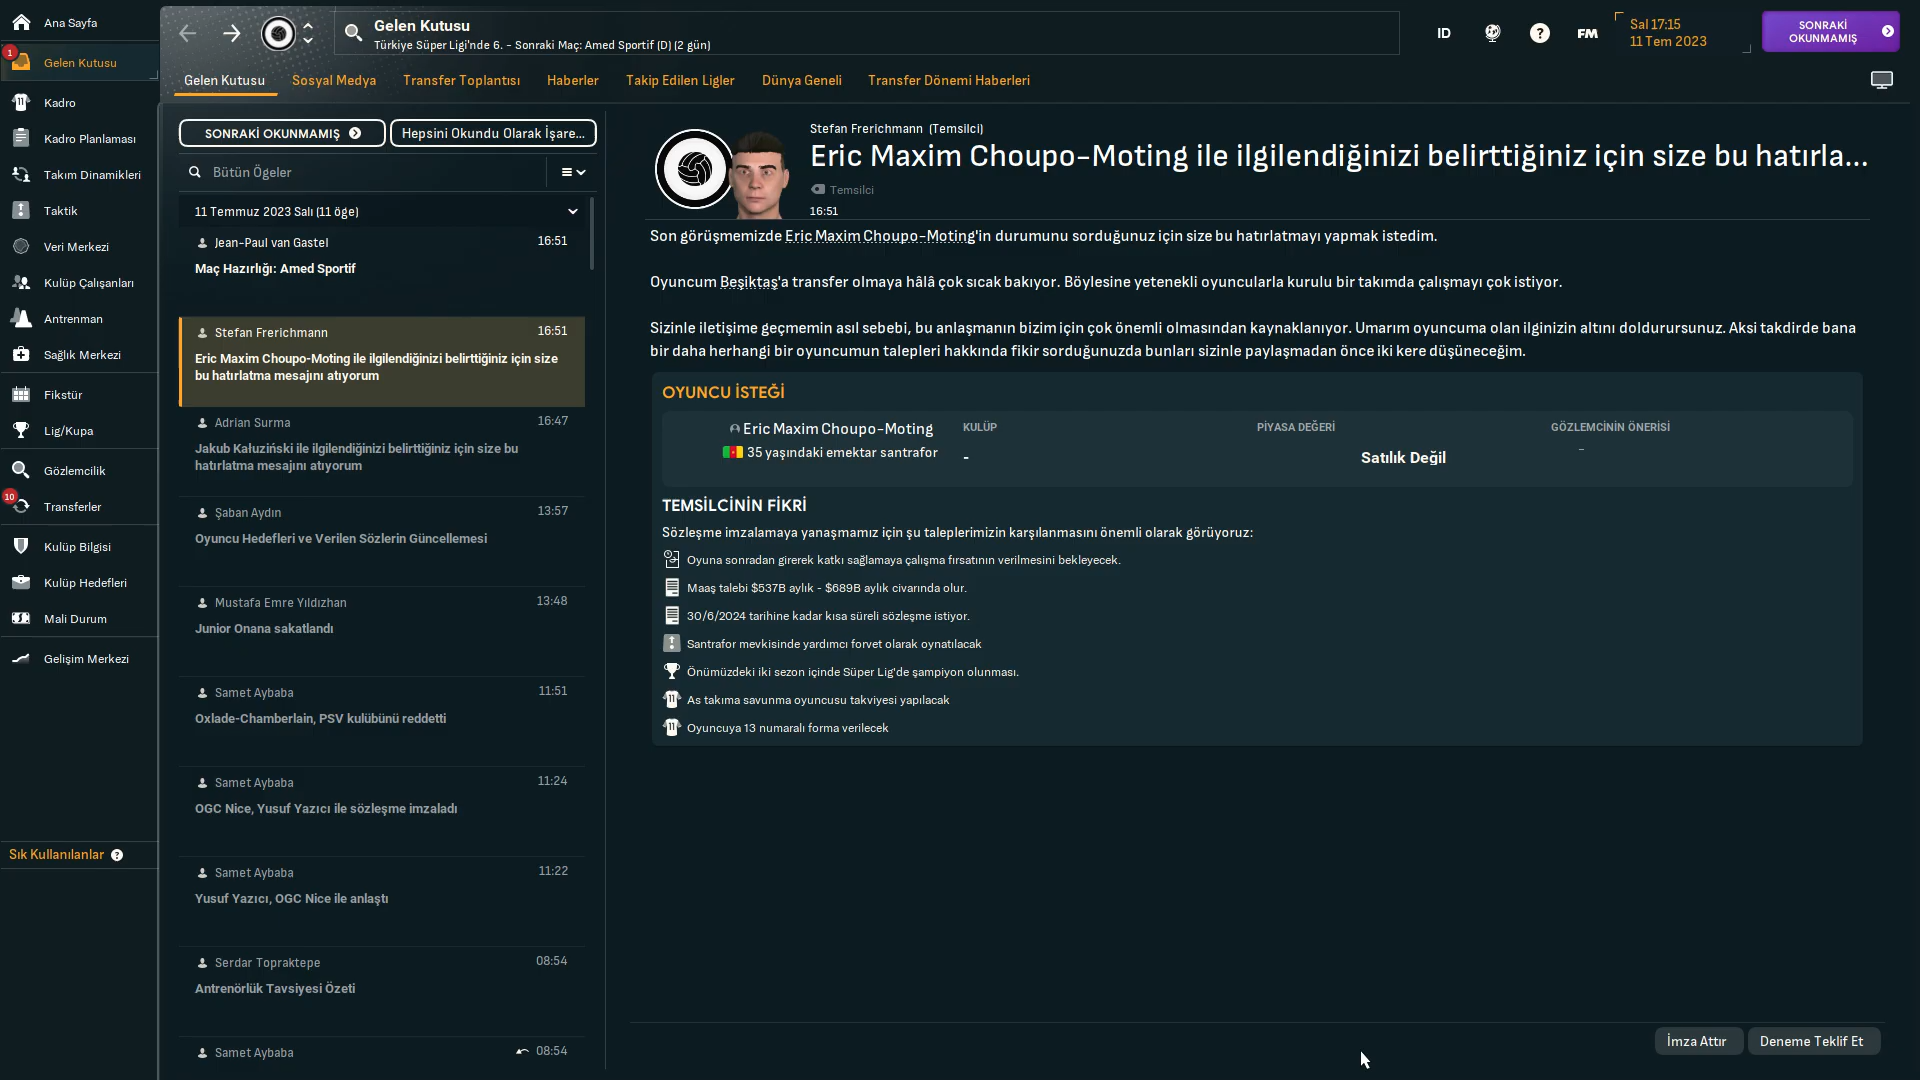 Ana Sayfa
1
Gelen Kutusu
Kadro
Kadro Planlaması
Takım Dinamikleri
Taktik
Veri Merkezi
Kulüp Çalışanları
Antrenman
Sağlık Merkezi
Fikstür
Lig/Kupa
Gözlemcilik
10
Transferler
Kulüp Bilgisi
Kulüp Hedefleri
Mali Durum
Gelişim Merkezi
Sık Kullanılanlar ?
Gelen Kutusu
Türkiye Süper Ligi'nde 6. - Sonraki Maç: Amed Sportif (D) (2 gün)
ID
?
FM
Sal 17:15
11 Tem 2023
SONRAKİ
OKUNMAMIŞ
Gelen Kutusu Sosyal Medya Transfer Toplantısı Haberler Takip Edilen Ligler Dünya Geneli Transfer Dönemi Haberleri
SONRAKİ OKUNMAMIŞ
Hepsini Okundu Olarak İşare...
Bütün Ögeler
11 Temmuz 2023 Salı (11 öge)
Jean-Paul van Gastel 16:51
Maç Hazırlığı: Amed Sportif
Stefan Frerichmann 16:51
Eric Maxim Choupo-Moting ile ilgilendiğinizi belirttiğiniz için size
bu hatırlatma mesajını atıyorum
Adrian Surma 16:47
Jakub Kałuziński ile ilgilendiğinizi belirttiğiniz için size bu
hatırlatma mesajını atıyorum
Şaban Aydın 13:57
Oyuncu Hedefleri ve Verilen Sözlerin Güncellemesi
Mustafa Emre Yıldızhan 13:48
Junior Onana sakatlandı
Samet Aybaba 11:51
Oxlade-Chamberlain, PSV kulübünü reddetti
Samet Aybaba 11:24
OGC Nice, Yusuf Yazıcı ile sözleşme imzaladı
Samet Aybaba 11:22
Yusuf Yazıcı, OGC Nice ile anlaştı
Serdar Topraktepe 08:54
Antrenörlük Tavsiyesi Özeti
Samet Aybaba 08:54
Stefan Frerichmann (Temsilci)
Eric Maxim Choupo-Moting ile ilgilendiğinizi belirttiğiniz için size bu hatırla...
Temsilci
16:51
Son görüşmemizde Eric Maxim Choupo-Moting'in durumunu sorduğunuz için size bu hatırlatmayı yapmak istedim.
Oyuncum Beşiktaş'a transfer olmaya hâlâ çok sıcak bakıyor. Böylesine yetenekli oyuncularla kurulu bir takımda çalışmayı çok istiyor.
Sizinle iletişime geçmemin asıl sebebi, bu anlaşmanın bizim için çok önemli olmasından kaynaklanıyor. Umarım oyuncuma olan ilginizin altını doldurursunuz. Aksi takdirde bana
bir daha herhangi bir oyuncumun talepleri hakkında fikir sorduğunuzda bunları sizinle paylaşmadan önce iki kere düşüneceğim.
OYUNCU İSTEĞİ
Eric Maxim Choupo-Moting
35 yaşındaki emektar santrafor
KULÜP
-
PİYASA DEĞERİ
Satılık Değil
GÖZLEMCİNİN ÖNERİSİ
-
TEMSİLCİNİN FİKRİ
Sözleşme imzalamaya yanaşmamız için şu taleplerimizin karşılanmasını önemli olarak görüyoruz:
Oyuna sonradan girerek katkı sağlamaya çalışma fırsatının verilmesini bekleyecek.
Maaş talebi $537B aylık - $689B aylık civarında olur.
30/6/2024 tarihine kadar kısa süreli sözleşme istiyor.
Santrafor mevkisinde yardımcı forvet olarak oynatılacak
Önümüzdeki iki sezon içinde Süper Lig'de şampiyon olunması.
As takıma savunma oyuncusu takviyesi yapılacak
Oyuncuya 13 numaralı forma verilecek
İmza Attır
Deneme Teklif Et